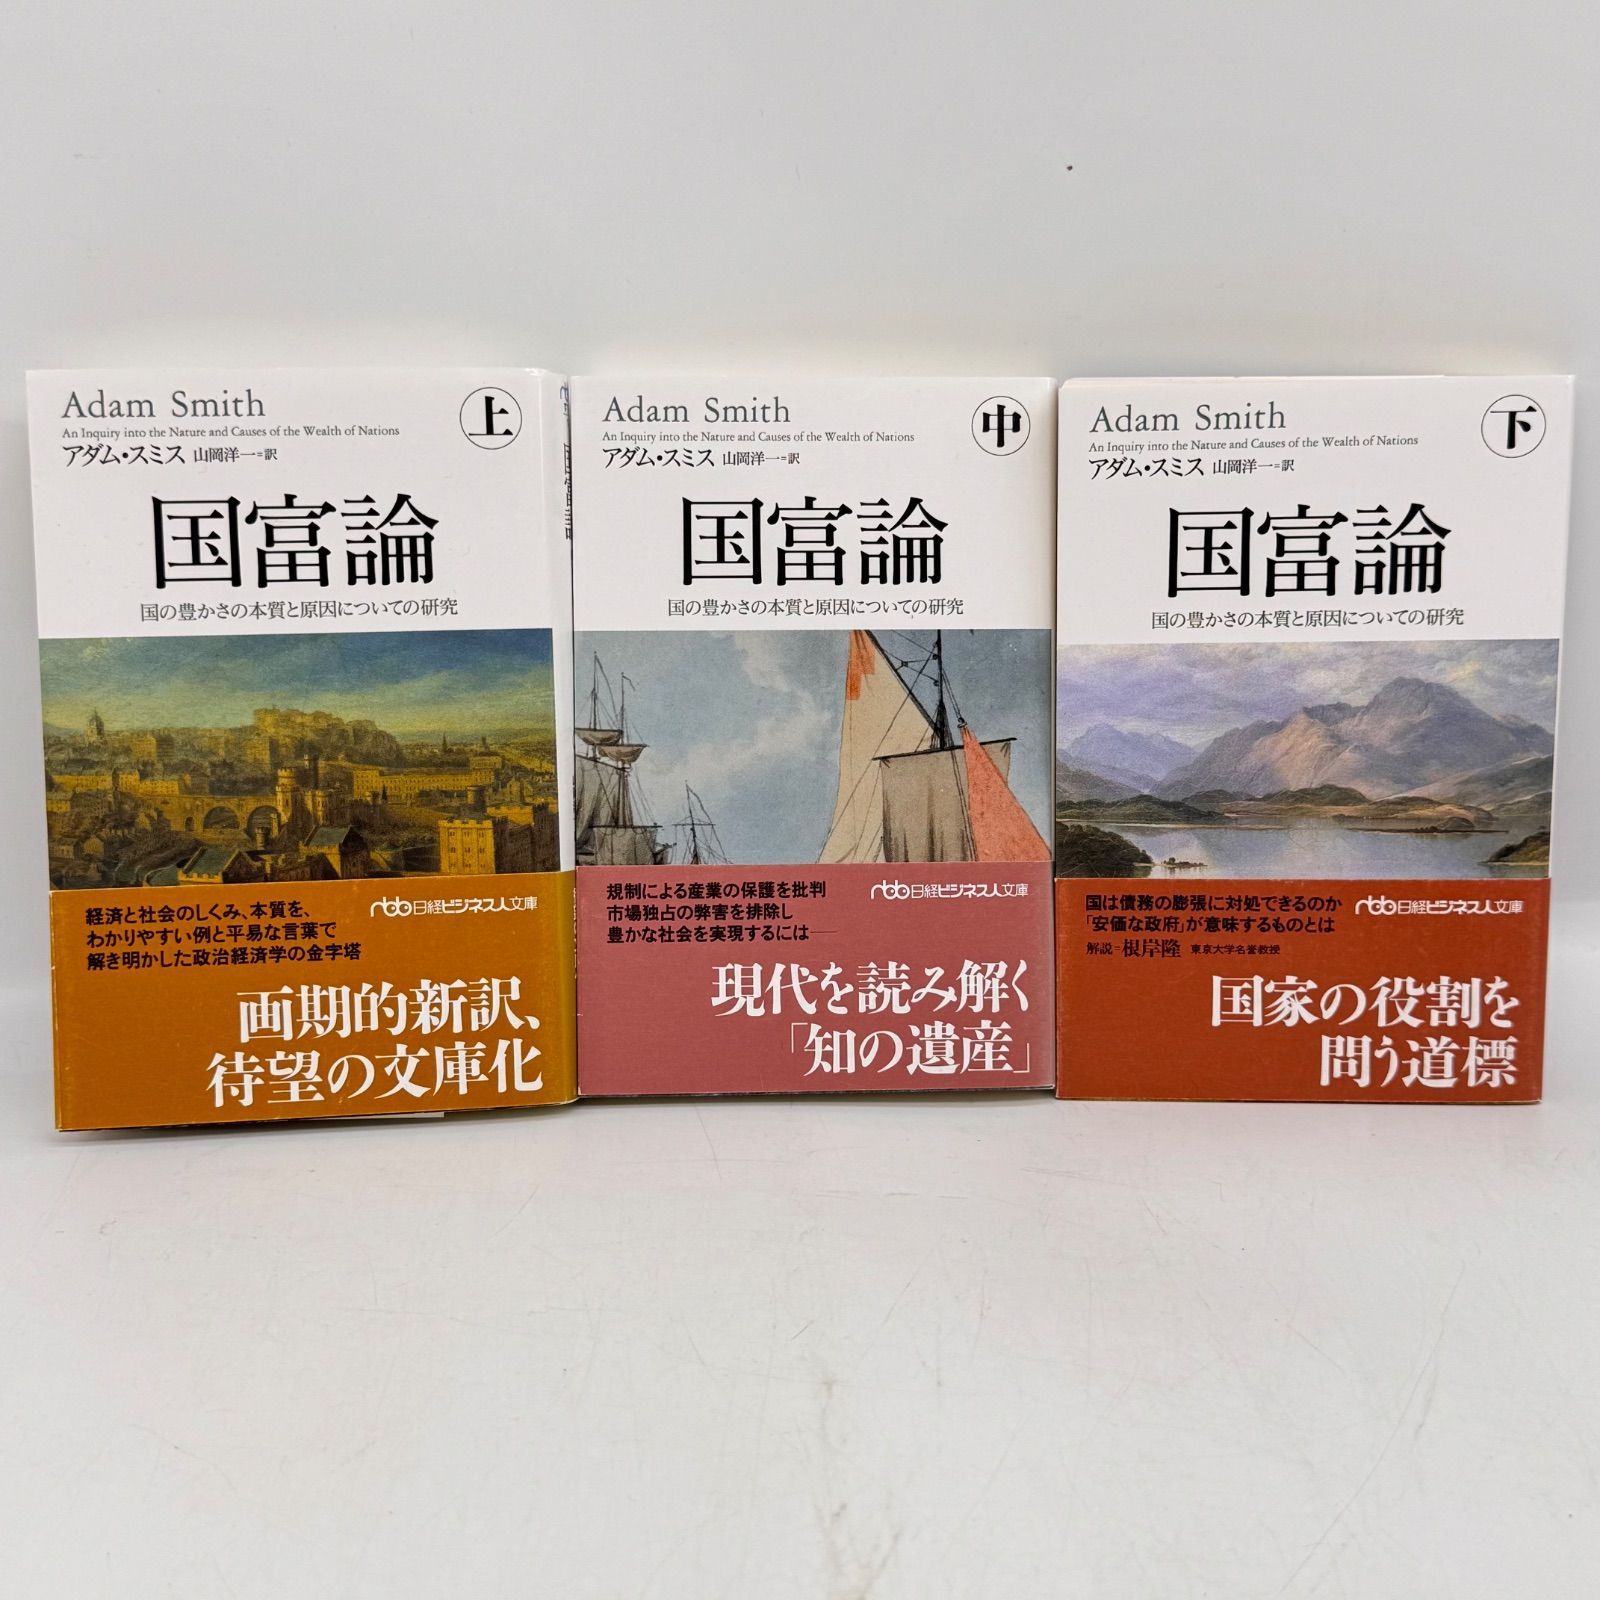 Adam Smith
上
An Inquiry into the Nature and Causes of the Wealth of Nations
アダム・スミス 山岡洋一=訳
国富論
国の豊かさの本質と原因についての研究
経済と社会のしくみ、本質を、
わかりやすい例と平易な言葉で
解き明かした政治経済学の金字塔
nbb日経ビジネス人文庫
画期的新訳、
待望の文庫化
国富論
Adam Smith
中
An Inquiry into the Nature and Causes of the Wealth of Nations
アダム・スミス 山岡洋一=訳
国富論
国の豊かさの本質と原因についての研究
規制による産業の保護を批判
市場独占の弊害を排除し
豊かな社会を実現するには——
nbb日経ビジネス人文庫
現代を読み解く
「知の遺産」
Adam Smith
下
An Inquiry into the Nature and Causes of the Wealth of Nations
アダム・スミス 山岡洋一=訳
国富論
国の豊かさの本質と原因についての研究
国は債務の膨張に対処できるのか
「安価な政府」が意味するものとは
解説=根岸隆 東京大学名誉教授
nbb日経ビジネス人文庫
国家の役割を
問う道標